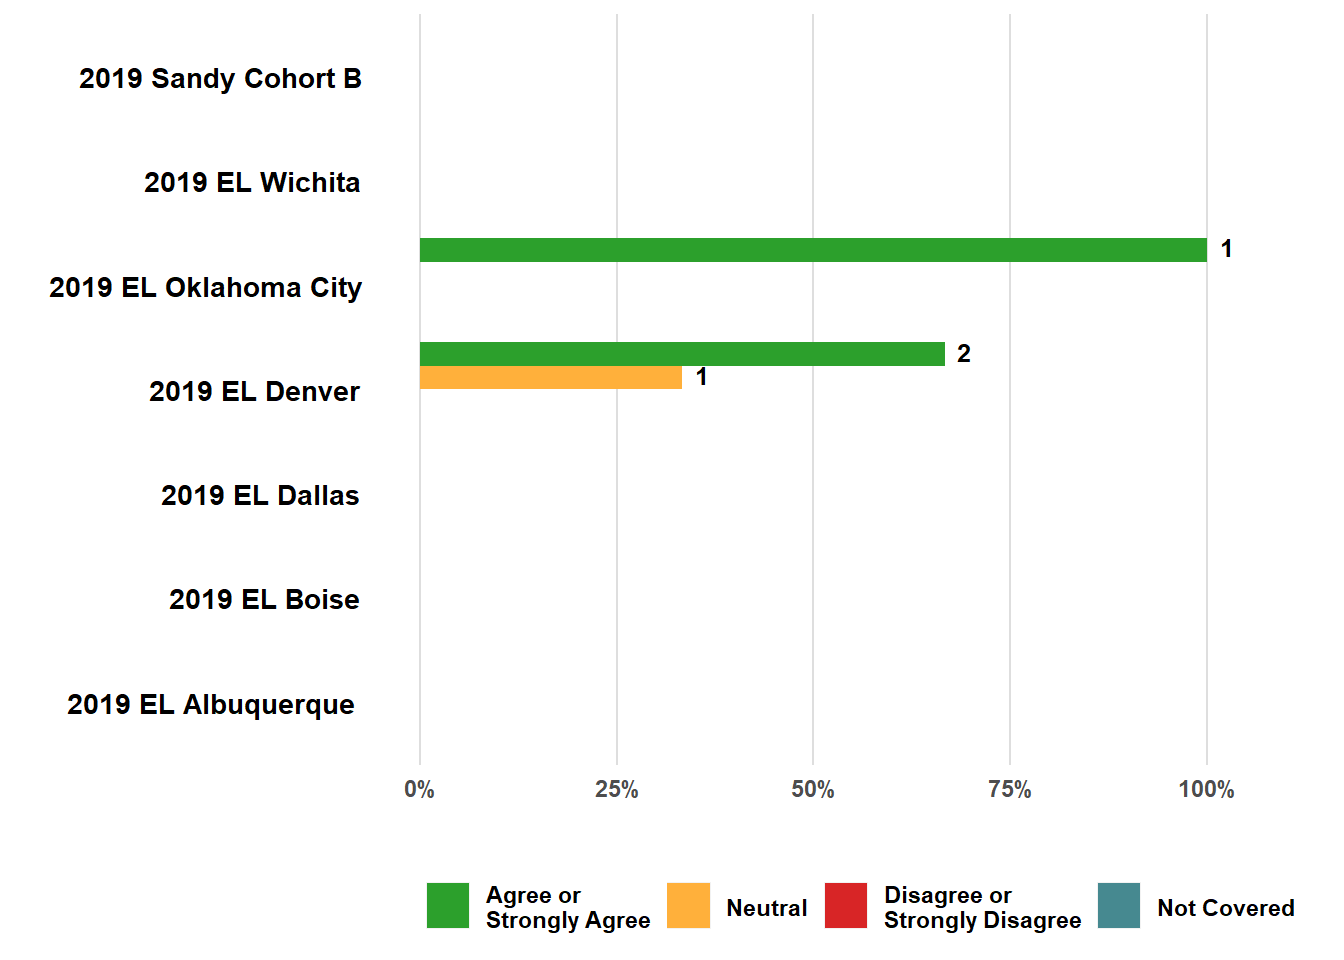 2019 Sandy Cohort B
2019 EL Wichita
1
2019 EL Oklahoma City
2
1
2019 EL Denver
2019 EL Dallas
2019 EL Boise
2019 EL Albuquerque
0% 25% 50% 75% 100%
Agree or
Strongly Agree
Neutral
Disagree or
Strongly Disagree
Not Covered